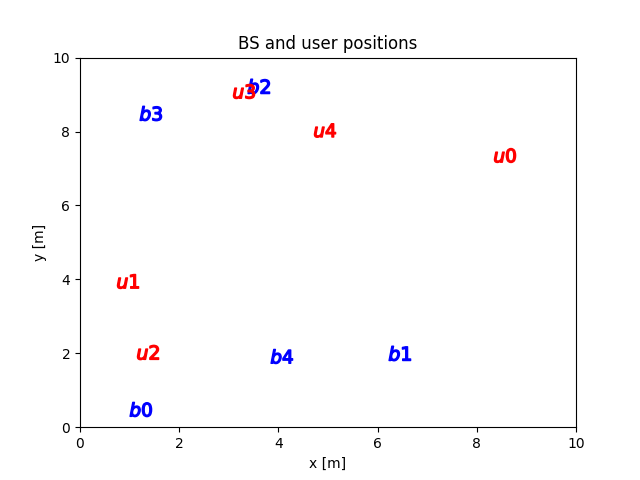 BS and user positions
10
8
6
4
2
0
y [m]
b3
u3
b2
u4
u0
u1
u2
b0
b4
b1
0 2 4 6 8 10
x [m]